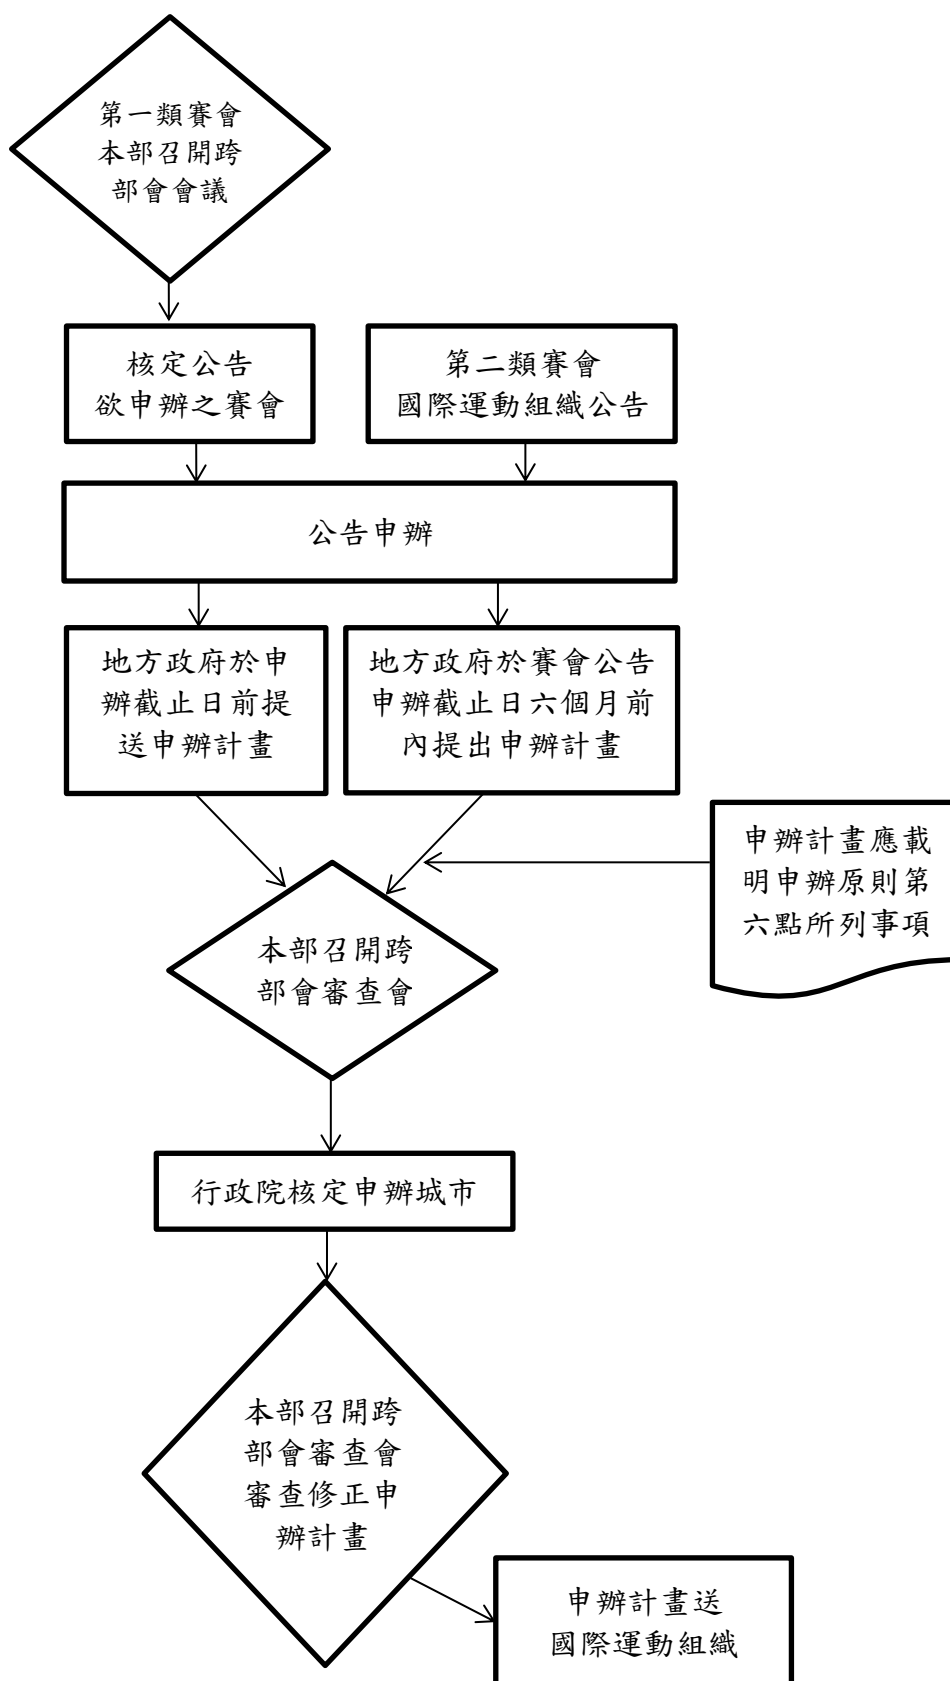 第一類賽會
本部召開跨
部會會議
核定公告
欲申辦之賽會
第二類賽會
國際運動組織公告
公告申辦
地方政府於申
辦截止日前提
送申辦計畫
地方政府於賽會公告
申辦截止日六個月前
內提出申辦計畫
申辦計畫應載
明申辦原則第
六點所列事項
本部召開跨
部會審查會
行政院核定申辦城市
本部召開跨
部會審查會
審查修正申
辦計畫
申辦計畫送
國際運動組織